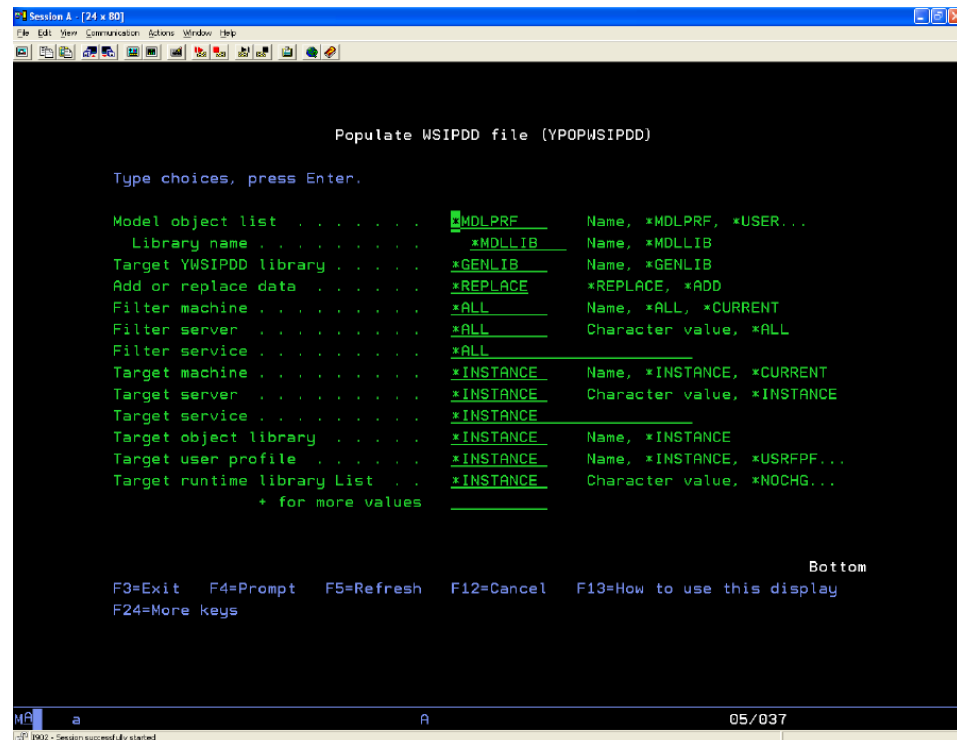 Session A - [24 x 80]
File Edit View Communication Actions Window Help
Populate WSIPDD file (YPOPWSIPDD)
Type choices, press Enter.
Model object list . . . . . . . *MDLPRF Name, *MDLPRF, *USER...
Library name . . . . . . . . . *MDLLIB Name, *MDLLIB
Target YWSIPDD library . . . . . *GENLIB Name, *GENLIB
Add or replace data . . . . . . *REPLACE *REPLACE, *ADD
Filter machine . . . . . . . . . *ALL Name, *ALL, *CURRENT
Filter server . . . . . . . . . *ALL Character value, *ALL
Filter service . . . . . . . . . *ALL
Target machine . . . . . . . . . *INSTANCE Name, *INSTANCE, *CURRENT
Target server . . . . . . . . . *INSTANCE Character value, *INSTANCE
Target service . . . . . . . . . *INSTANCE
Target object library . . . . . *INSTANCE Name, *INSTANCE
Target user profile . . . . . . *INSTANCE Name, *INSTANCE, *USRFPF...
Target runtime library List . . *INSTANCE Character value, *NOCHG...
+ for more values
Bottom
F3=Exit F4=Prompt F5=Refresh F12=Cancel F13=How to use this display
F24=More keys
MA a A 05/037
I902 - Session successfully started